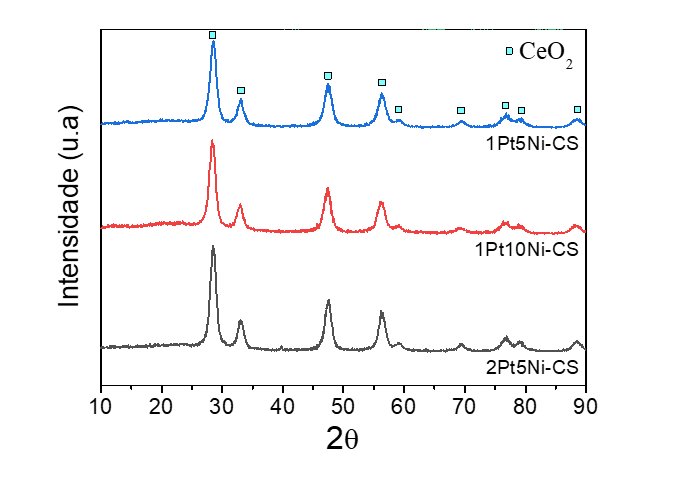 CeO2
1Pt5Ni-CS
1Pt10Ni-CS
2Pt5Ni-CS
Intensidade (u.a)
10 20 30 40 50 60 70 80 90
2θ